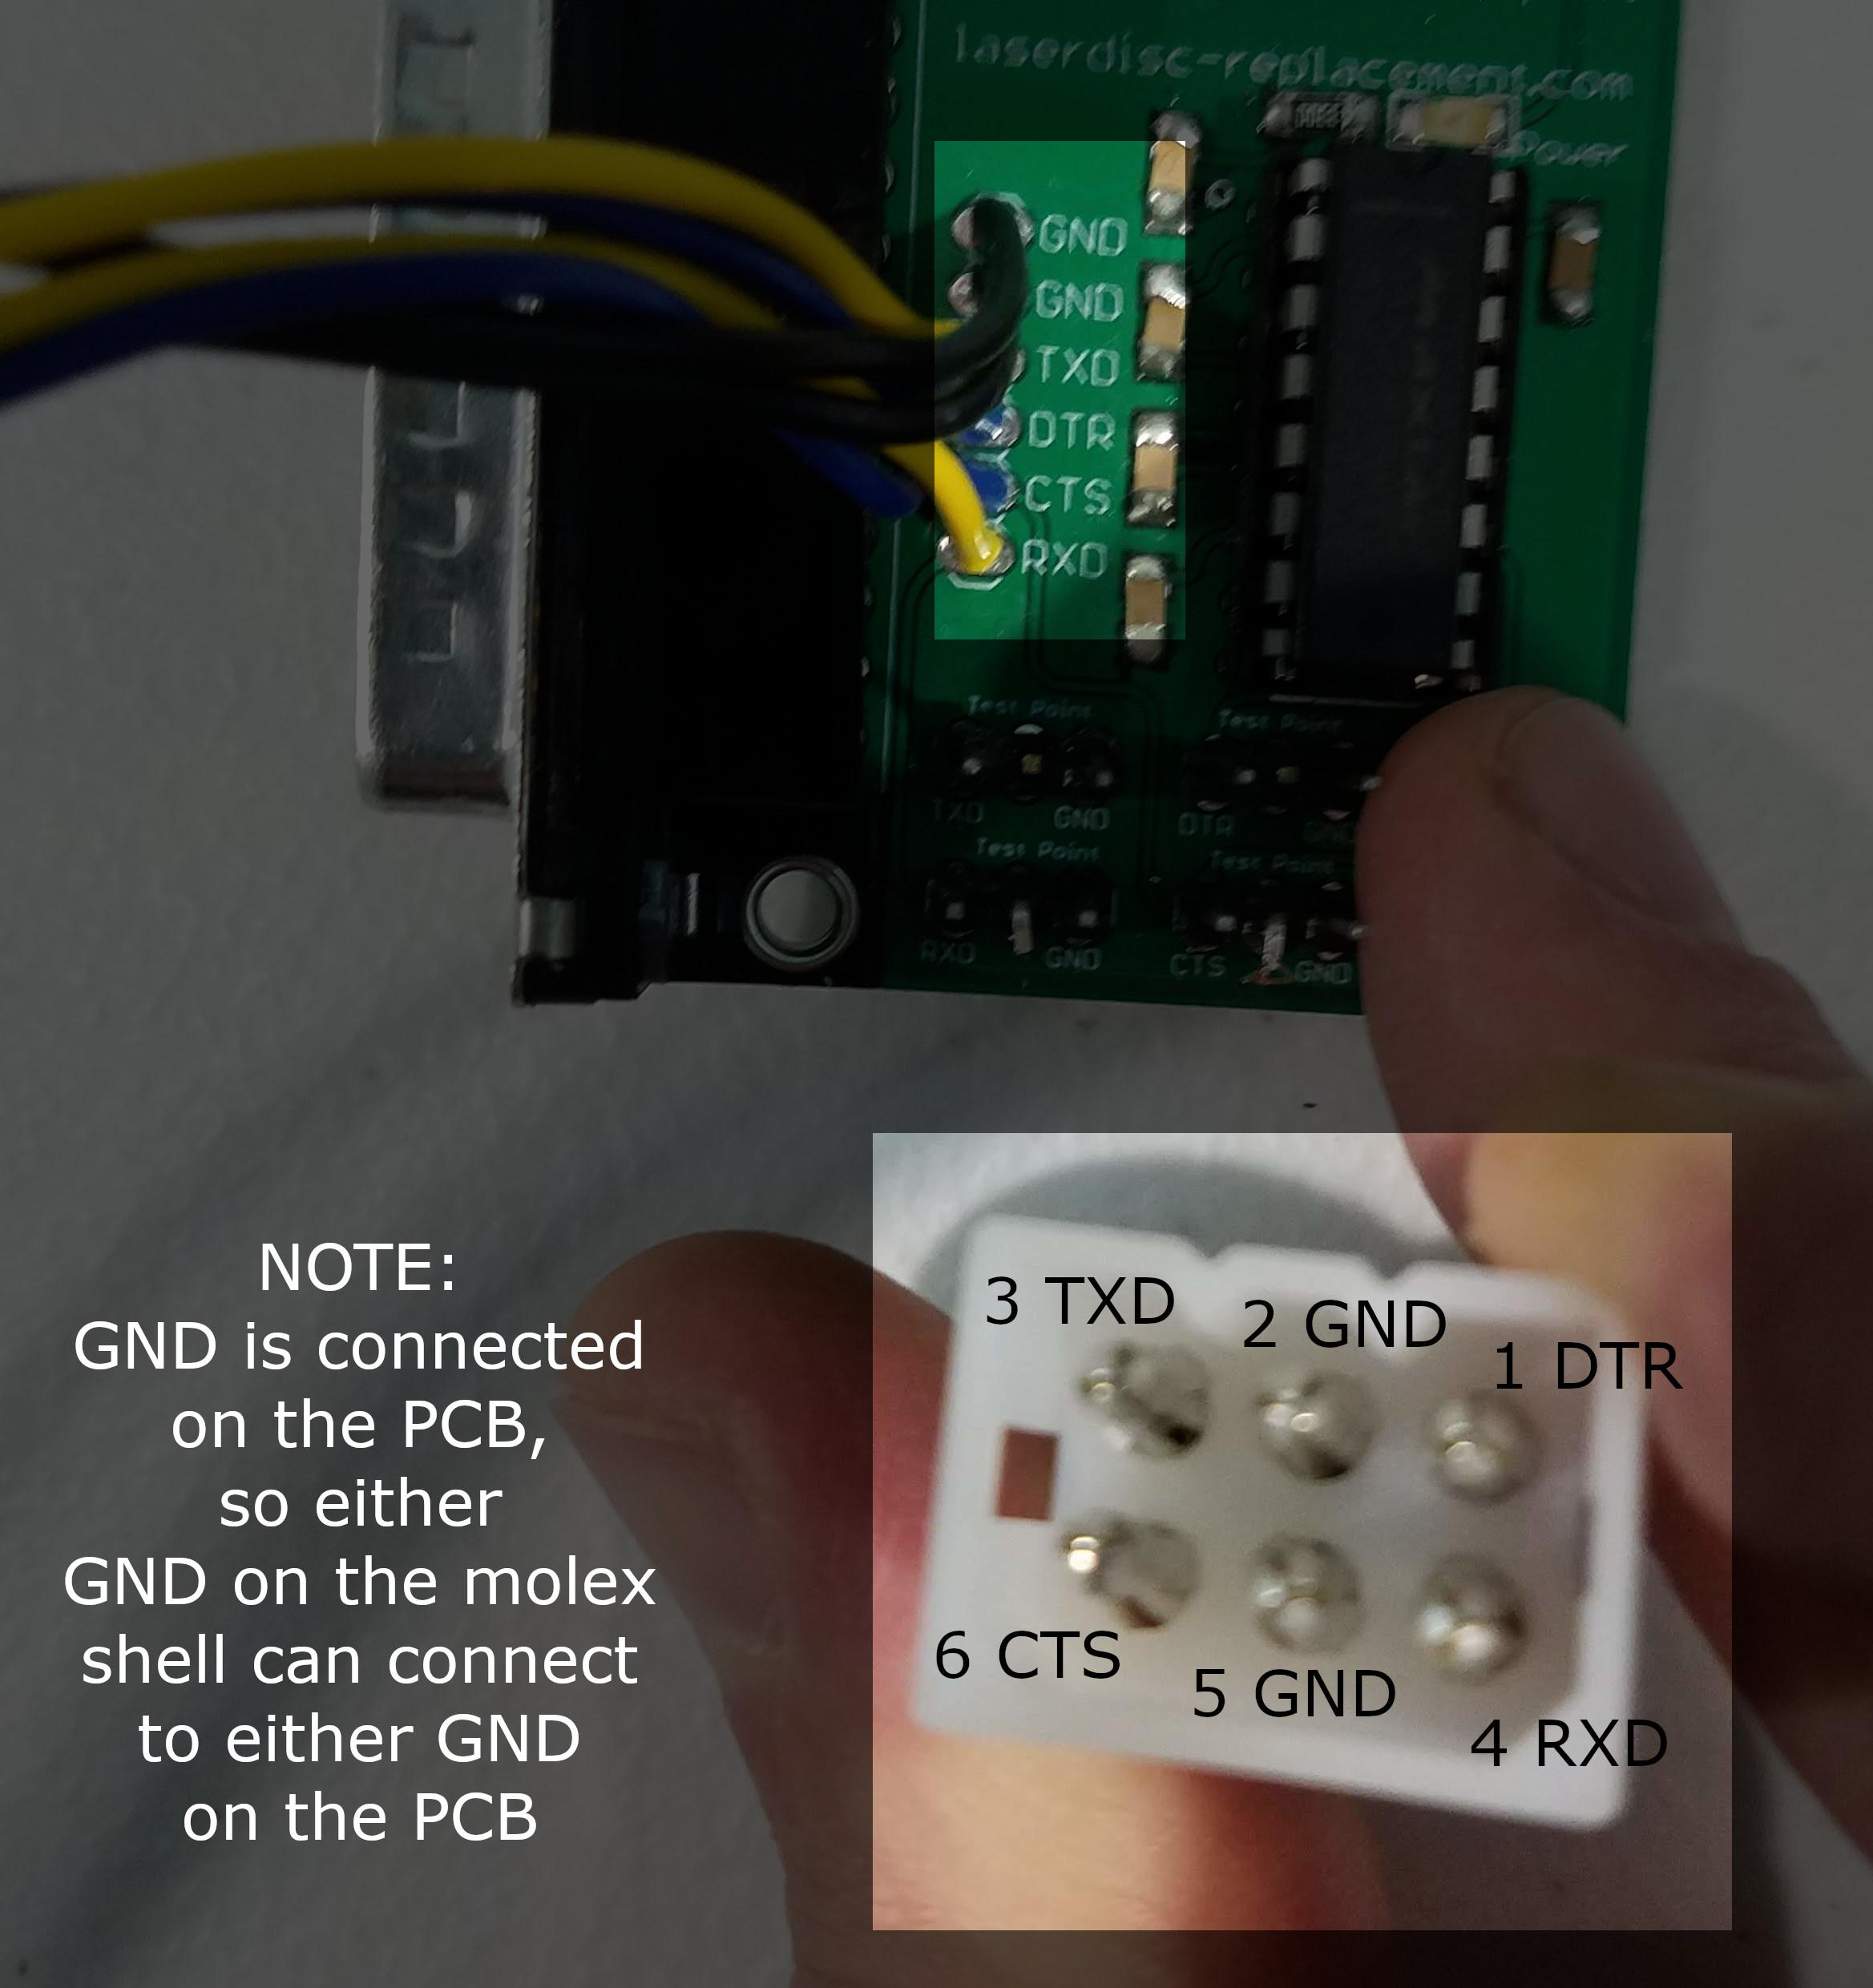 laserdisc-replacement.com
Power
GND
GND
TXD
DTR
CTS
RXD
Test Point
Test Point
TXD
GND
DTR
GND
Test Point
Test Point
RXD
GND
CTS
GND
NOTE:
GND is connected
on the PCB,
so either
GND on the molex
shell can connect
to either GND
on the PCB
3 TXD
2 GND
1 DTR
6 CTS
5 GND
4 RXD